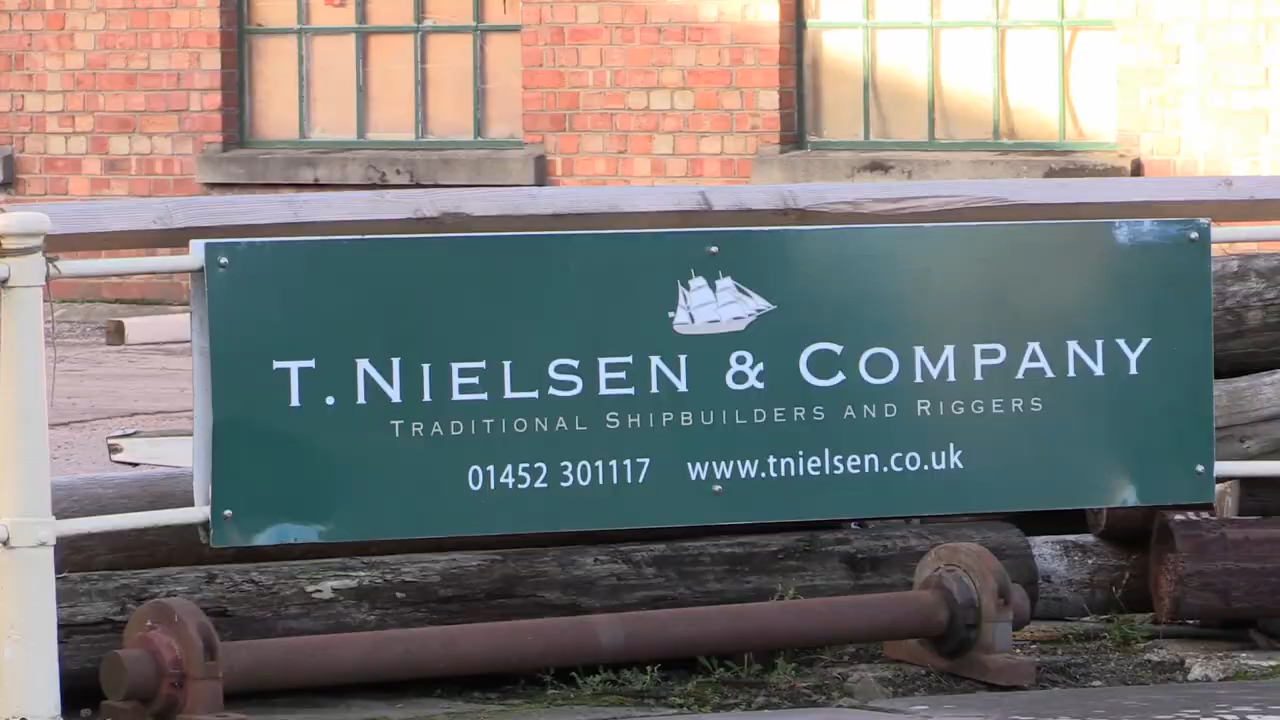 T. Nielsen & Company
Traditional Shipbuilders and Riggers
01452 301117 www.tnielsen.co.uk